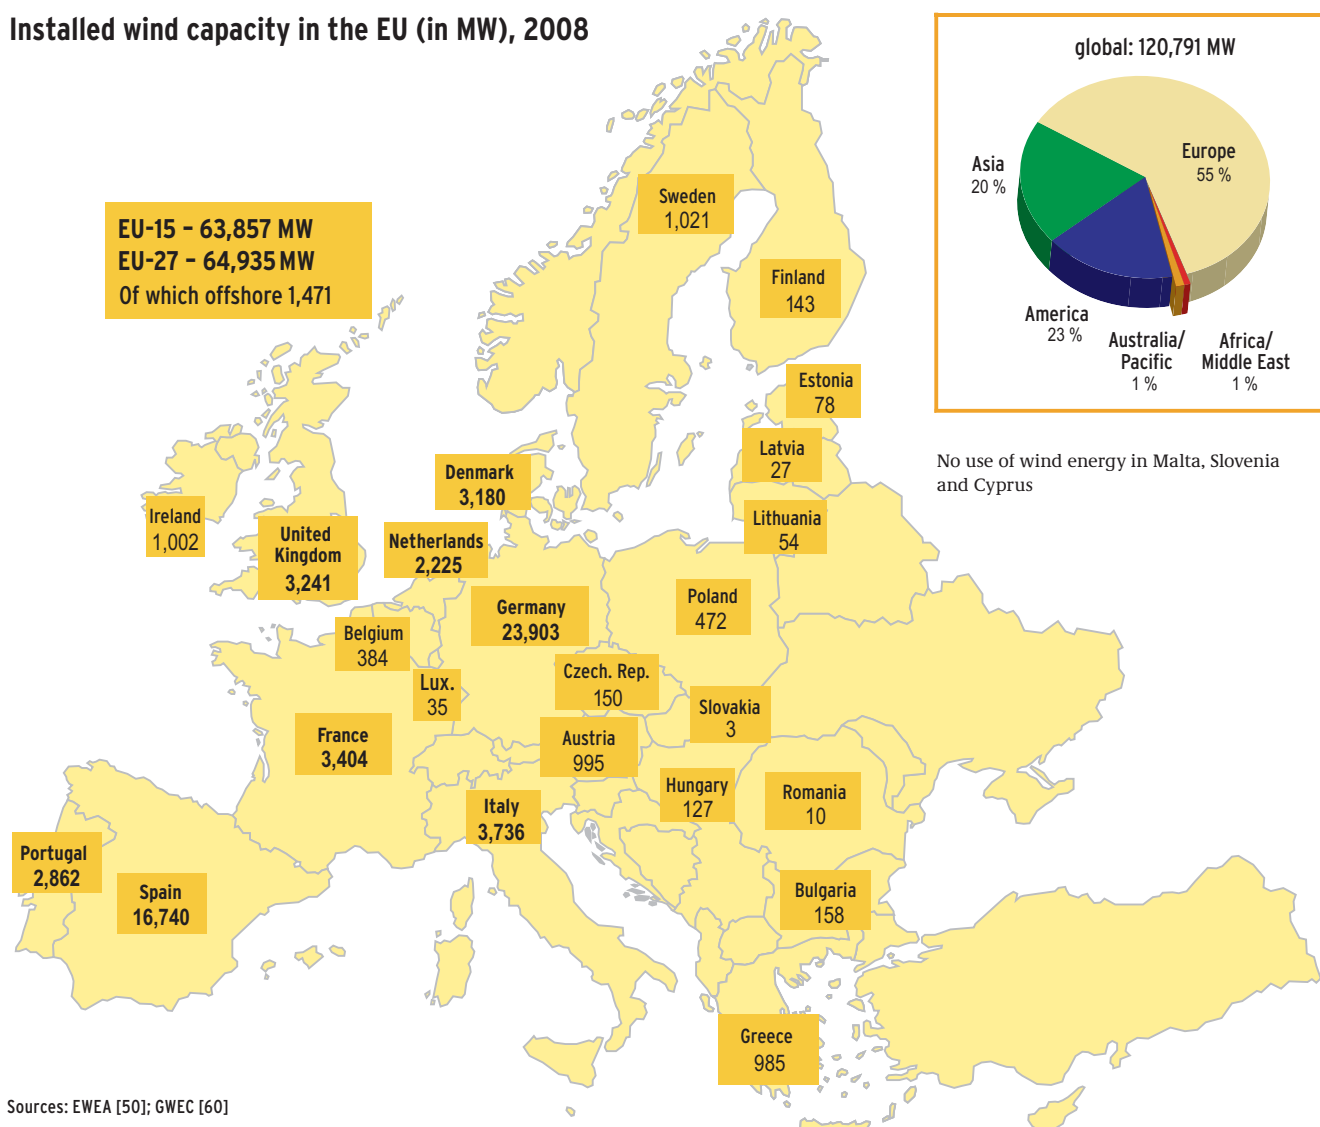 Installed wind capacity in the EU (in MW), 2008
global: 120,791 MW
Europe
55 %
Asia
20 %
America
23 %
Australia/
Pacific
1 %
Africa/
Middle East
1 %
EU-15 – 63,857 MW
EU-27 – 64,935 MW
Of which offshore 1,471
No use of wind energy in Malta, Slovenia
and Cyprus
Sweden
1,021
Finland
143
Estonia
78
Latvia
27
Lithuania
54
Denmark
3,180
Ireland
1,002
United
Kingdom
3,241
Netherlands
2,225
Germany
23,903
Poland
472
Belgium
384
Lux.
35
Czech. Rep.
150
Slovakia
3
France
3,404
Austria
995
Hungary
127
Romania
10
Italy
3,736
Portugal
2,862
Spain
16,740
Bulgaria
158
Greece
985
Sources: EWEA [50]; GWEC [60]